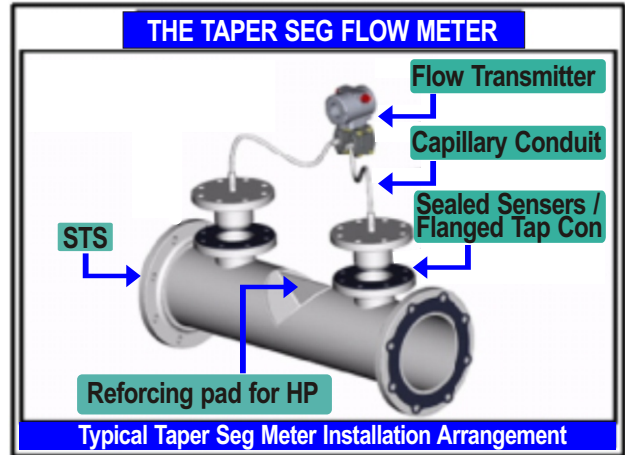 THE TAPER SEG FLOW METER
Flow Transmitter
Capillary Conduit
Sealed Sensers /
Flanged Tap Con
STS
Reforcing pad for HP
Typical Taper Seg Meter Installation Arrangement